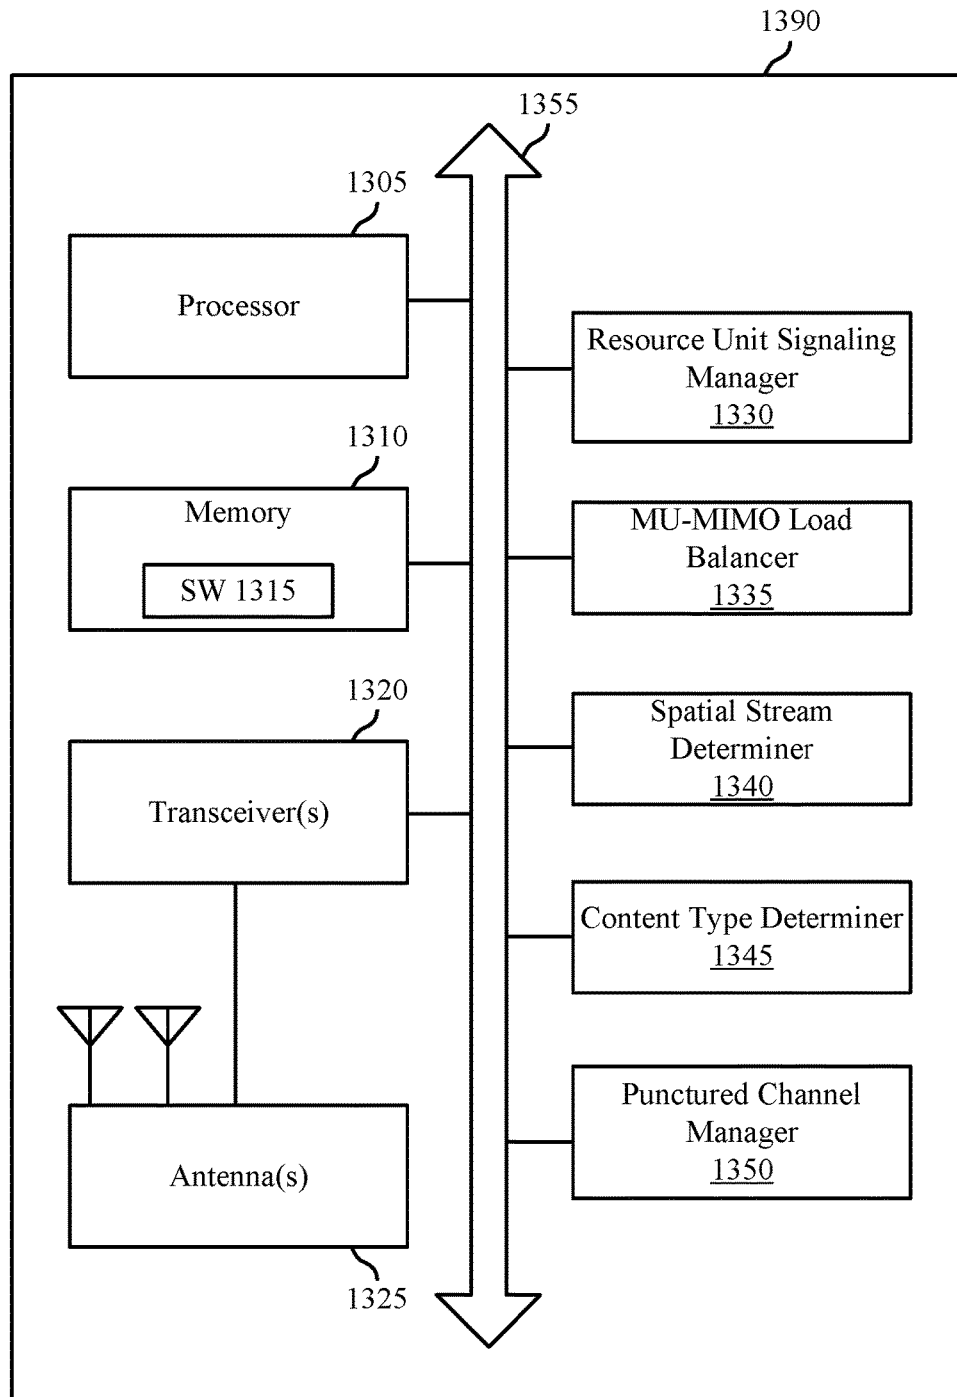 1390
1355
1305
Processor
Resource Unit Signaling
Manager
1330
1310
Memory
SW 1315
MU-MIMO Load
Balancer
1335
1320
Transceiver(s)
Spatial Stream
Determiner
1340
Content Type Determiner
1345
Punctured Channel
Manager
1350
Antenna(s)
1325